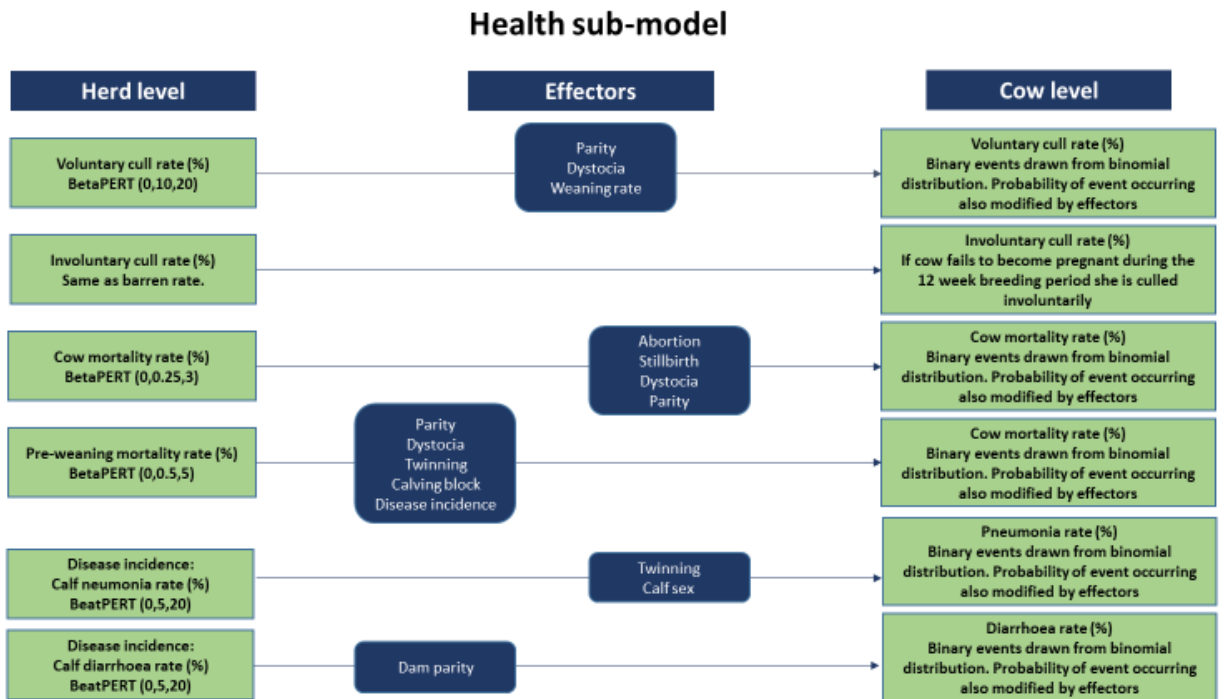 Health sub-model
Herd level
Effectors
Cow level
Voluntary cull rate (%)
BetaPERT (0,10,20)
Parity
Dystocia
Weaning rate
Voluntary cull rate (%)
Binary events drawn from binomial
distribution. Probability of event occurring
also modified by effectors
Involuntary cull rate (%)
Same as barren rate.
Involuntary cull rate (%)
If cow fails to become pregnant during the
12 week breeding period she is culled
involuntarily
Cow mortality rate (%)
BetaPERT (0,0.25,3)
Abortion
Stillbirth
Dystocia
Parity
Cow mortality rate (%)
Binary events drawn from binomial
distribution. Probability of event occurring
also modified by effectors
Pre-weaning mortality rate (%)
BetaPERT (0,0.5,5)
Parity
Dystocia
Twinning
Calving block
Disease incidence
Cow mortality rate (%)
Binary events drawn from binomial
distribution. Probability of event occurring
also modified by effectors
Disease incidence:
Calf neumonia rate (%)
BeatPERT (0,5,20)
Twinning
Calf sex
Pneumonia rate (%)
Binary events drawn from binomial
distribution. Probability of event occurring
also modified by effectors
Disease incidence:
Calf diarrhoea rate (%)
BeatPERT (0,5,20)
Dam parity
Diarrhoea rate (%)
Binary events drawn from binomial
distribution. Probability of event occurring
also modified by effectors